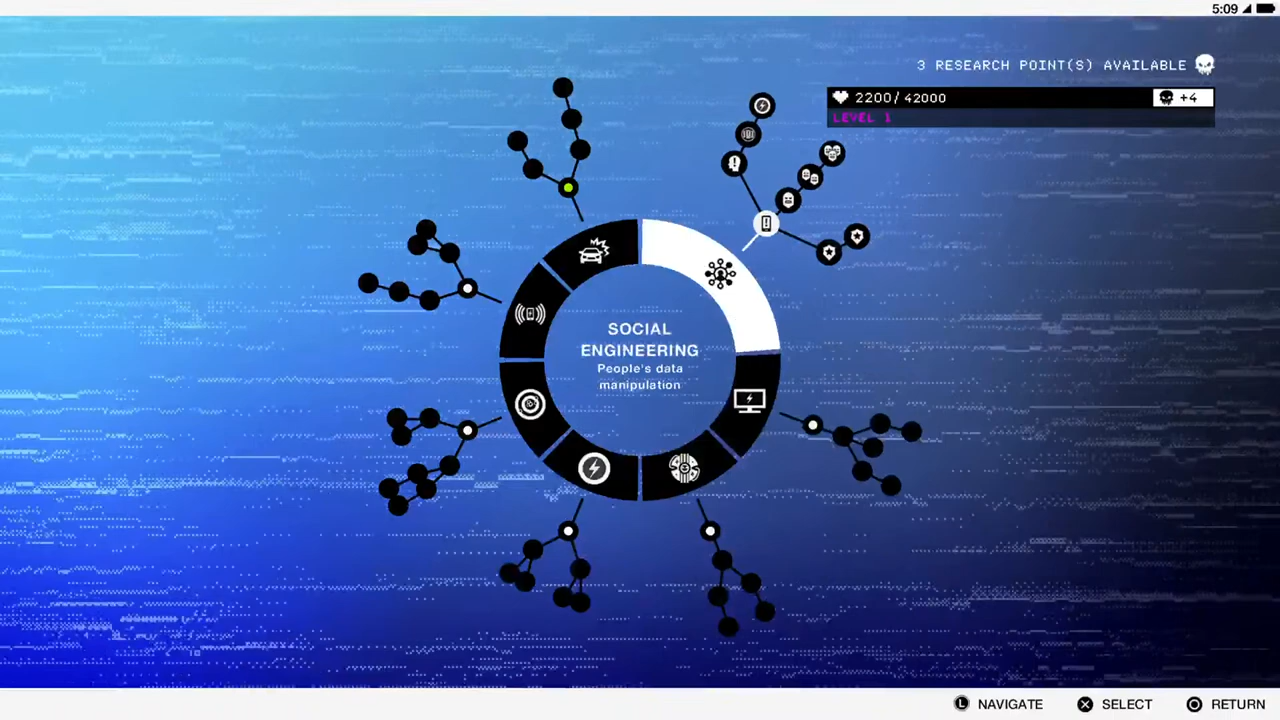 5:09
3 RESEARCH POINT(S) AVAILABLE
2200/42000
+4
LEVEL 1
SOCIAL
ENGINEERING
People's data
manipulation
L NAVIGATE
SELECT
RETURN